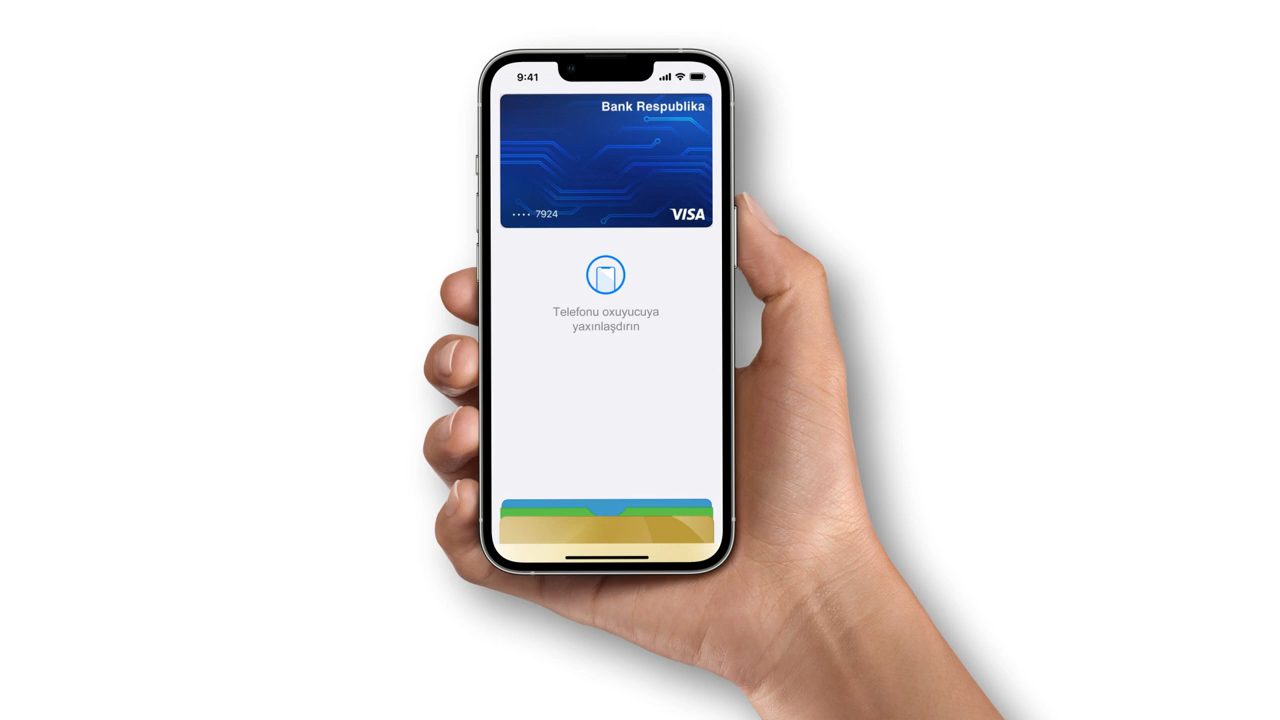 9:41
Bank Respublika
•••• 7924
VISA
Telefonu oxuyucuya
yaxınlaşdırın